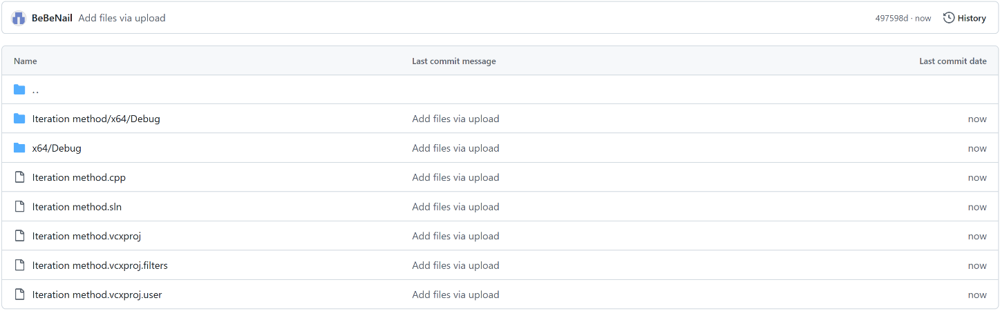 BeBeNail Add files via upload 497598d · now History
Name Last commit message Last commit date
..
Iteration method/x64/Debug Add files via upload now
x64/Debug Add files via upload now
Iteration method.cpp Add files via upload now
Iteration method.sln Add files via upload now
Iteration method.vcxproj Add files via upload now
Iteration method.vcxproj.filters Add files via upload now
Iteration method.vcxproj.user Add files via upload now